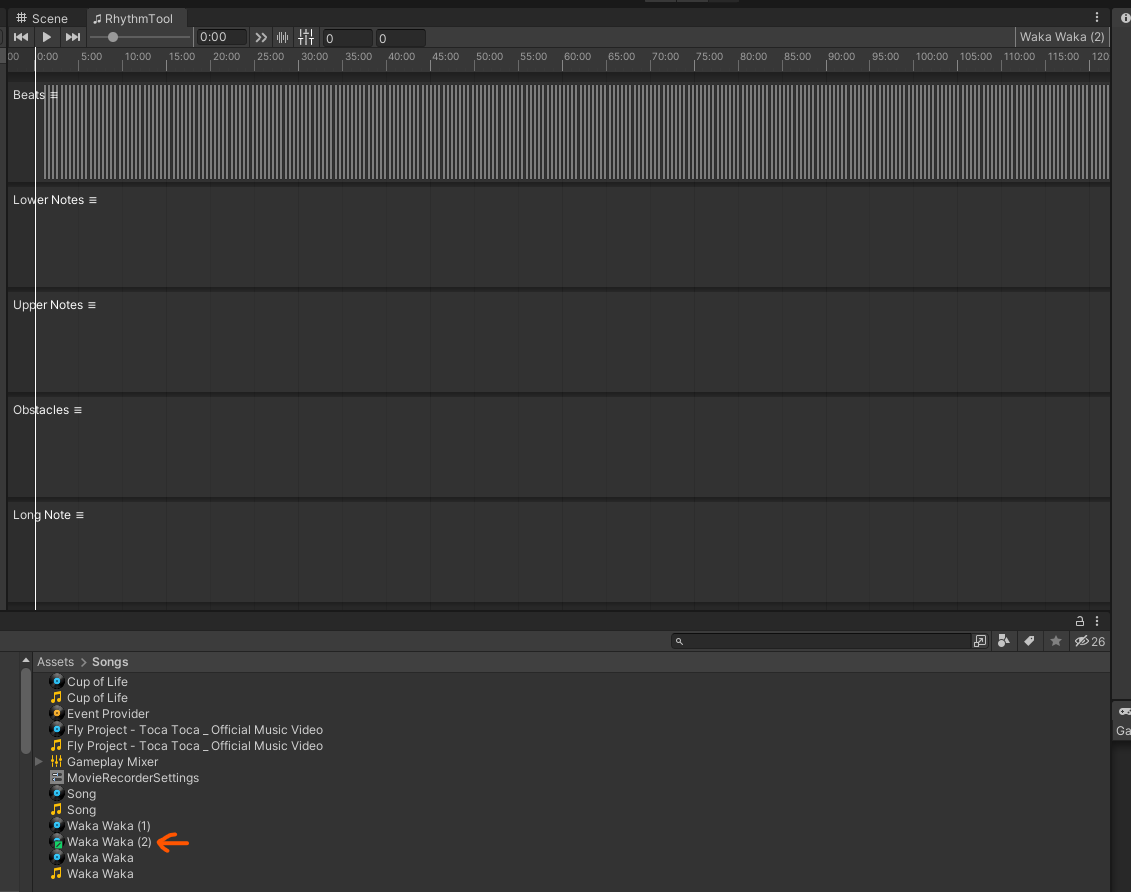 Scene
RhythmTool
0:00
0
0
Waka Waka (2)
00 0:00 5:00 10:00 15:00 20:00 25:00 30:00 35:00 40:00 45:00 50:00 55:00 60:00 65:00 70:00 75:00 80:00 85:00 90:00 95:00 100:00 105:00 110:00 115:00 120
Beats
Lower Notes
Upper Notes
Obstacles
Long Note
26
Assets > Songs
Cup of Life
Cup of Life
Event Provider
Fly Project - Toca Toca _ Official Music Video
Fly Project - Toca Toca _ Official Music Video
Gameplay Mixer
MovieRecorderSettings
Song
Song
Waka Waka (1)
Waka Waka (2)
Waka Waka
Waka Waka
Ga